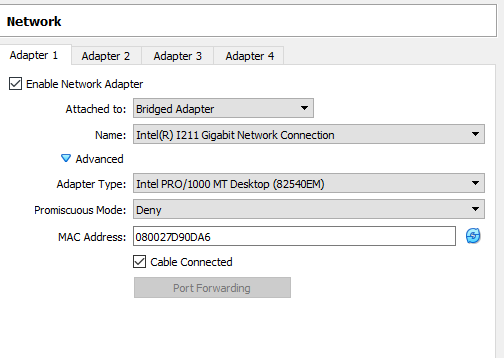 Network
Adapter 1 Adapter 2 Adapter 3 Adapter 4
Enable Network Adapter
Attached to: Bridged Adapter
Name: Intel(R) I211 Gigabit Network Connection
Advanced
Adapter Type: Intel PRO/1000 MT Desktop (82540EM)
Promiscuous Mode: Deny
MAC Address: 080027D90DA6
Cable Connected
Port Forwarding